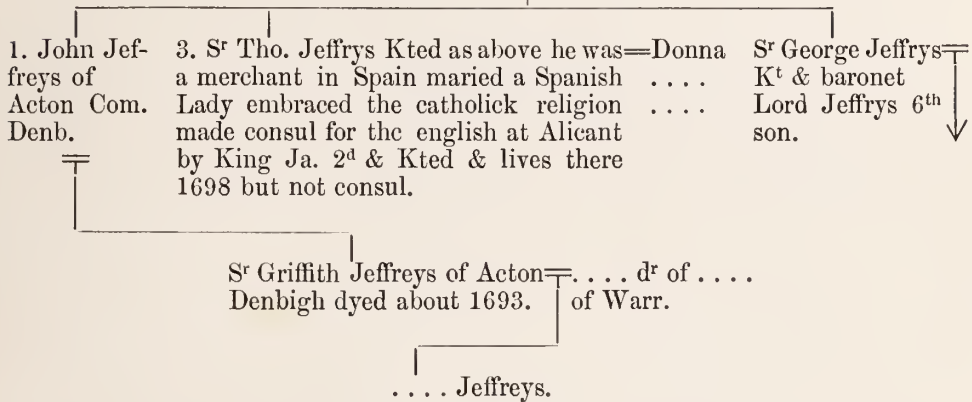 1. John Jef-
freys of
Acton Com.
Denb.
3. Sʳ Tho. Jeffrys Kted as above he was=Donna
a merchant in Spain maried a Spanish . . . .
Lady embraced the catholick religion . . . .
made consul for the english at Alicant
by King Ja. 2ᵈ & Kted & lives there
1698 but not consul.
Sʳ George Jeffrys=
Kᵗ & baronet
Lord Jeffrys 6ᵗʰ
son.
Sʳ Griffith Jeffreys of Acton=. . . . dʳ of . . . .
Denbigh dyed about 1693. of Warr.
. . . . Jeffreys.